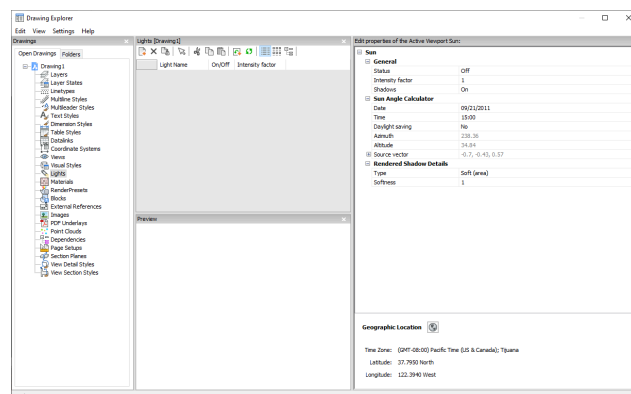 Drawing Explorer
Edit View Settings Help
Drawings
Open Drawings Folders
Drawing1
Layers
Layer States
Linetypes
Multiline Styles
Multileader Styles
Text Styles
Dimension Styles
Table Styles
Datalinks
Coordinate Systems
Views
Visual Styles
Lights
Materials
RenderPresets
Blocks
External References
Images
PDF Underlays
Point Clouds
Dependencies
Page Setups
Section Planes
View Detail Styles
View Section Styles
Lights [Drawing1]
Light Name On/Off Intensity factor
Preview
Edit properties of the Active Viewport Sun:
Sun
General
Status Off
Intensity factor 1
Shadows On
Sun Angle Calculator
Date 09/21/2011
Time 15:00
Daylight saving No
Azimuth 238.36
Altitude 34.84
Source vector -0.7, -0.43, 0.57
Rendered Shadow Details
Type Soft (area)
Softness 1
Geographic Location
Time Zone: (GMT-08:00) Pacific Time (US & Canada); Tijuana
Latitude: 37.7950 North
Longitude: 122.3940 West